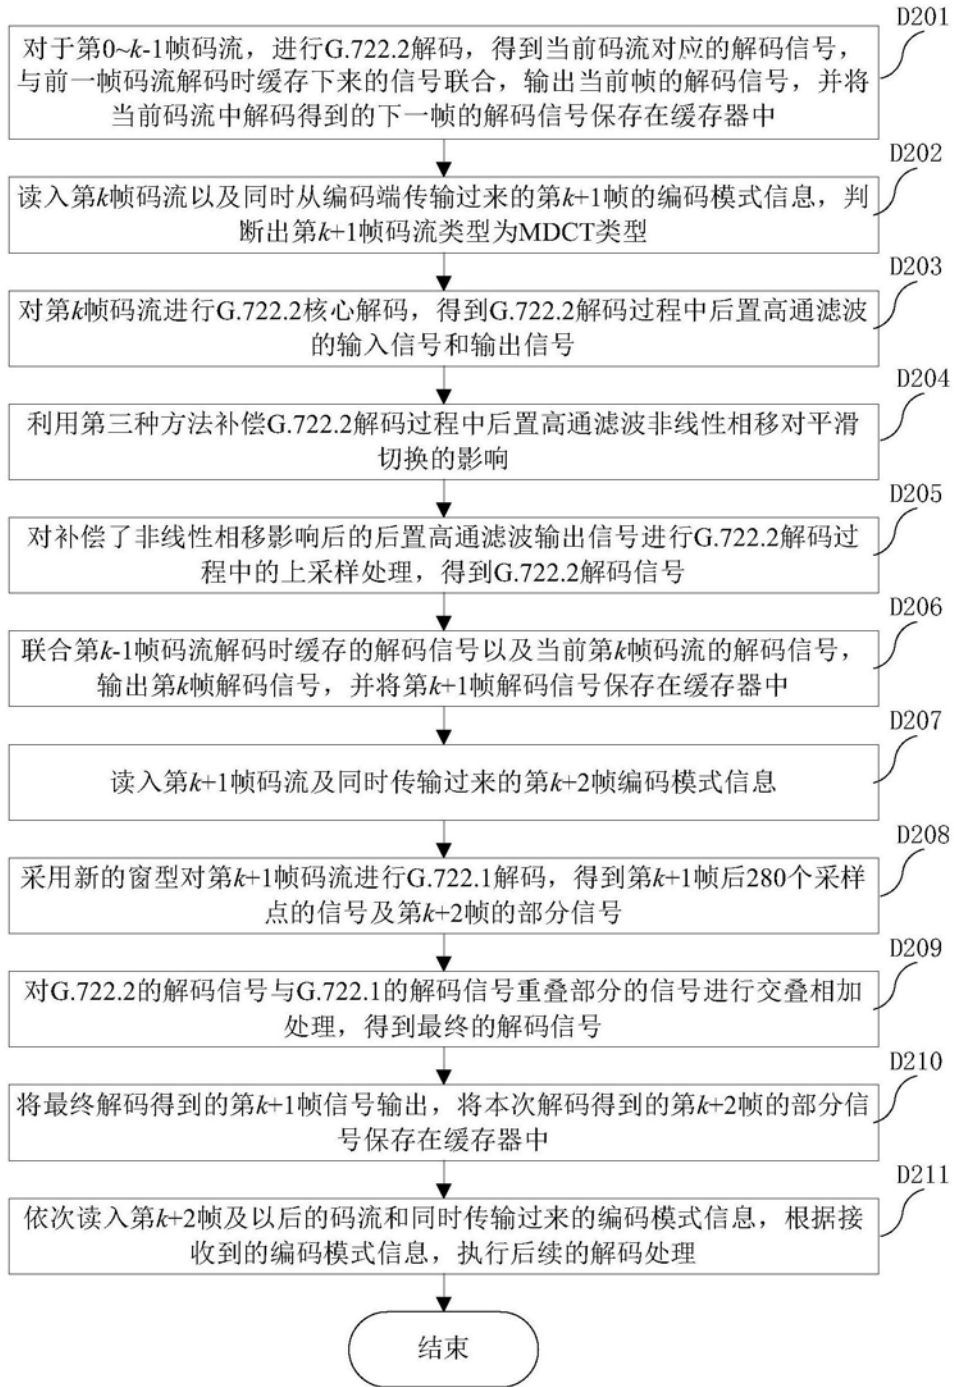 D201
对于第0~k-1帧码流，进行G.722.2解码，得到当前码流对应的解码信号，
与前一帧码流解码时缓存下来的信号联合，输出当前帧的解码信号，并将
当前码流中解码得到的下一帧的解码信号保存在缓存器中
D202
读入第k帧码流以及同时从编码端传输过来的第k+1帧的编码模式信息，判
断出第k+1帧码流类型为MDCT类型
D203
对第k帧码流进行G.722.2核心解码，得到G.722.2解码过程中后置高通滤波
的输入信号和输出信号
D204
利用第三种方法补偿G.722.2解码过程中后置高通滤波非线性相移对平滑
切换的影响
D205
对补偿了非线性相移影响后的后置高通滤波输出信号进行G.722.2解码过
程中的上采样处理，得到G.722.2解码信号
D206
联合第k-1帧码流解码时缓存的解码信号以及当前第k帧码流的解码信号，
输出第k帧解码信号，并将第k+1帧解码信号保存在缓存器中
D207
读入第k+1帧码流及同时传输过来的第k+2帧编码模式信息
D208
采用新的窗型对第k+1帧码流进行G.722.1解码，得到第k+1帧后280个采样
点的信号及第k+2帧的部分信号
D209
对G.722.2的解码信号与G.722.1的解码信号重叠部分的信号进行交叠相加
处理，得到最终的解码信号
D210
将最终解码得到的第k+1帧信号输出，将本次解码得到的第k+2帧的部分信
号保存在缓存器中
D211
依次读入第k+2帧及以后的码流和同时传输过来的编码模式信息，根据接
收到的编码模式信息，执行后续的解码处理
结束